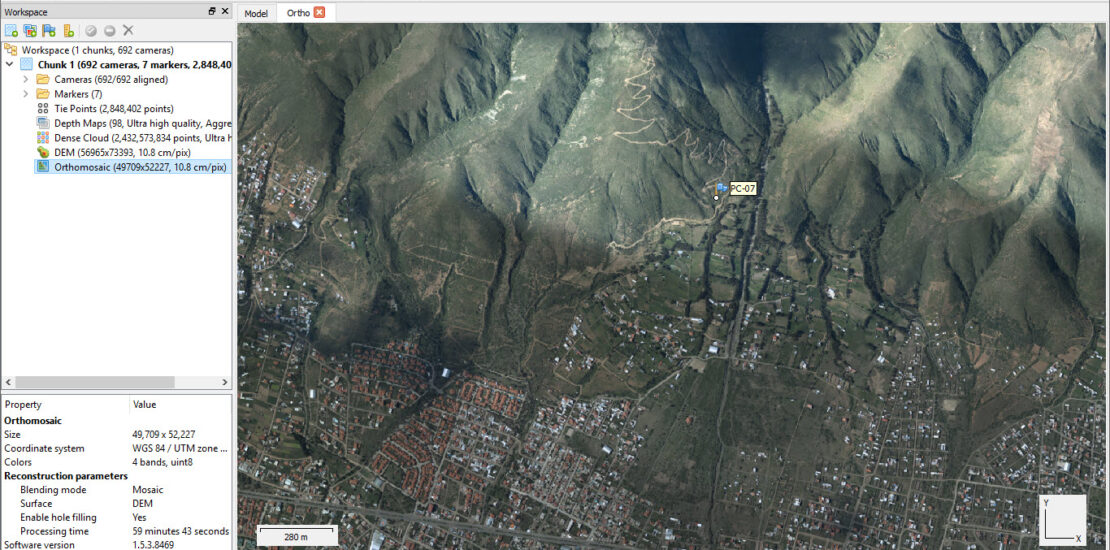 Workspace
Model
Ortho
Workspace (1 chunks, 692 cameras)
Chunk 1 (692 cameras, 7 markers, 2,848,40
Cameras (692/692 aligned)
Markers (7)
Tie Points (2,848,402 points)
Depth Maps (98, Ultra high quality, Aggre
Dense Cloud (2,432,573,834 points, Ultra h
DEM (56965x73393, 10.8 cm/pix)
Orthomosaic (49709x52227, 10.8 cm/pix)
PC-07
Property Value
Orthomosaic
Size 49,709 x 52,227
Coordinate system WGS 84 / UTM zone ...
Colors 4 bands, uint8
Reconstruction parameters
Blending mode Mosaic
Surface DEM
Enable hole filling Yes
Processing time 59 minutes 43 seconds
Software version 1.5.3.8469
280 m
Y
X